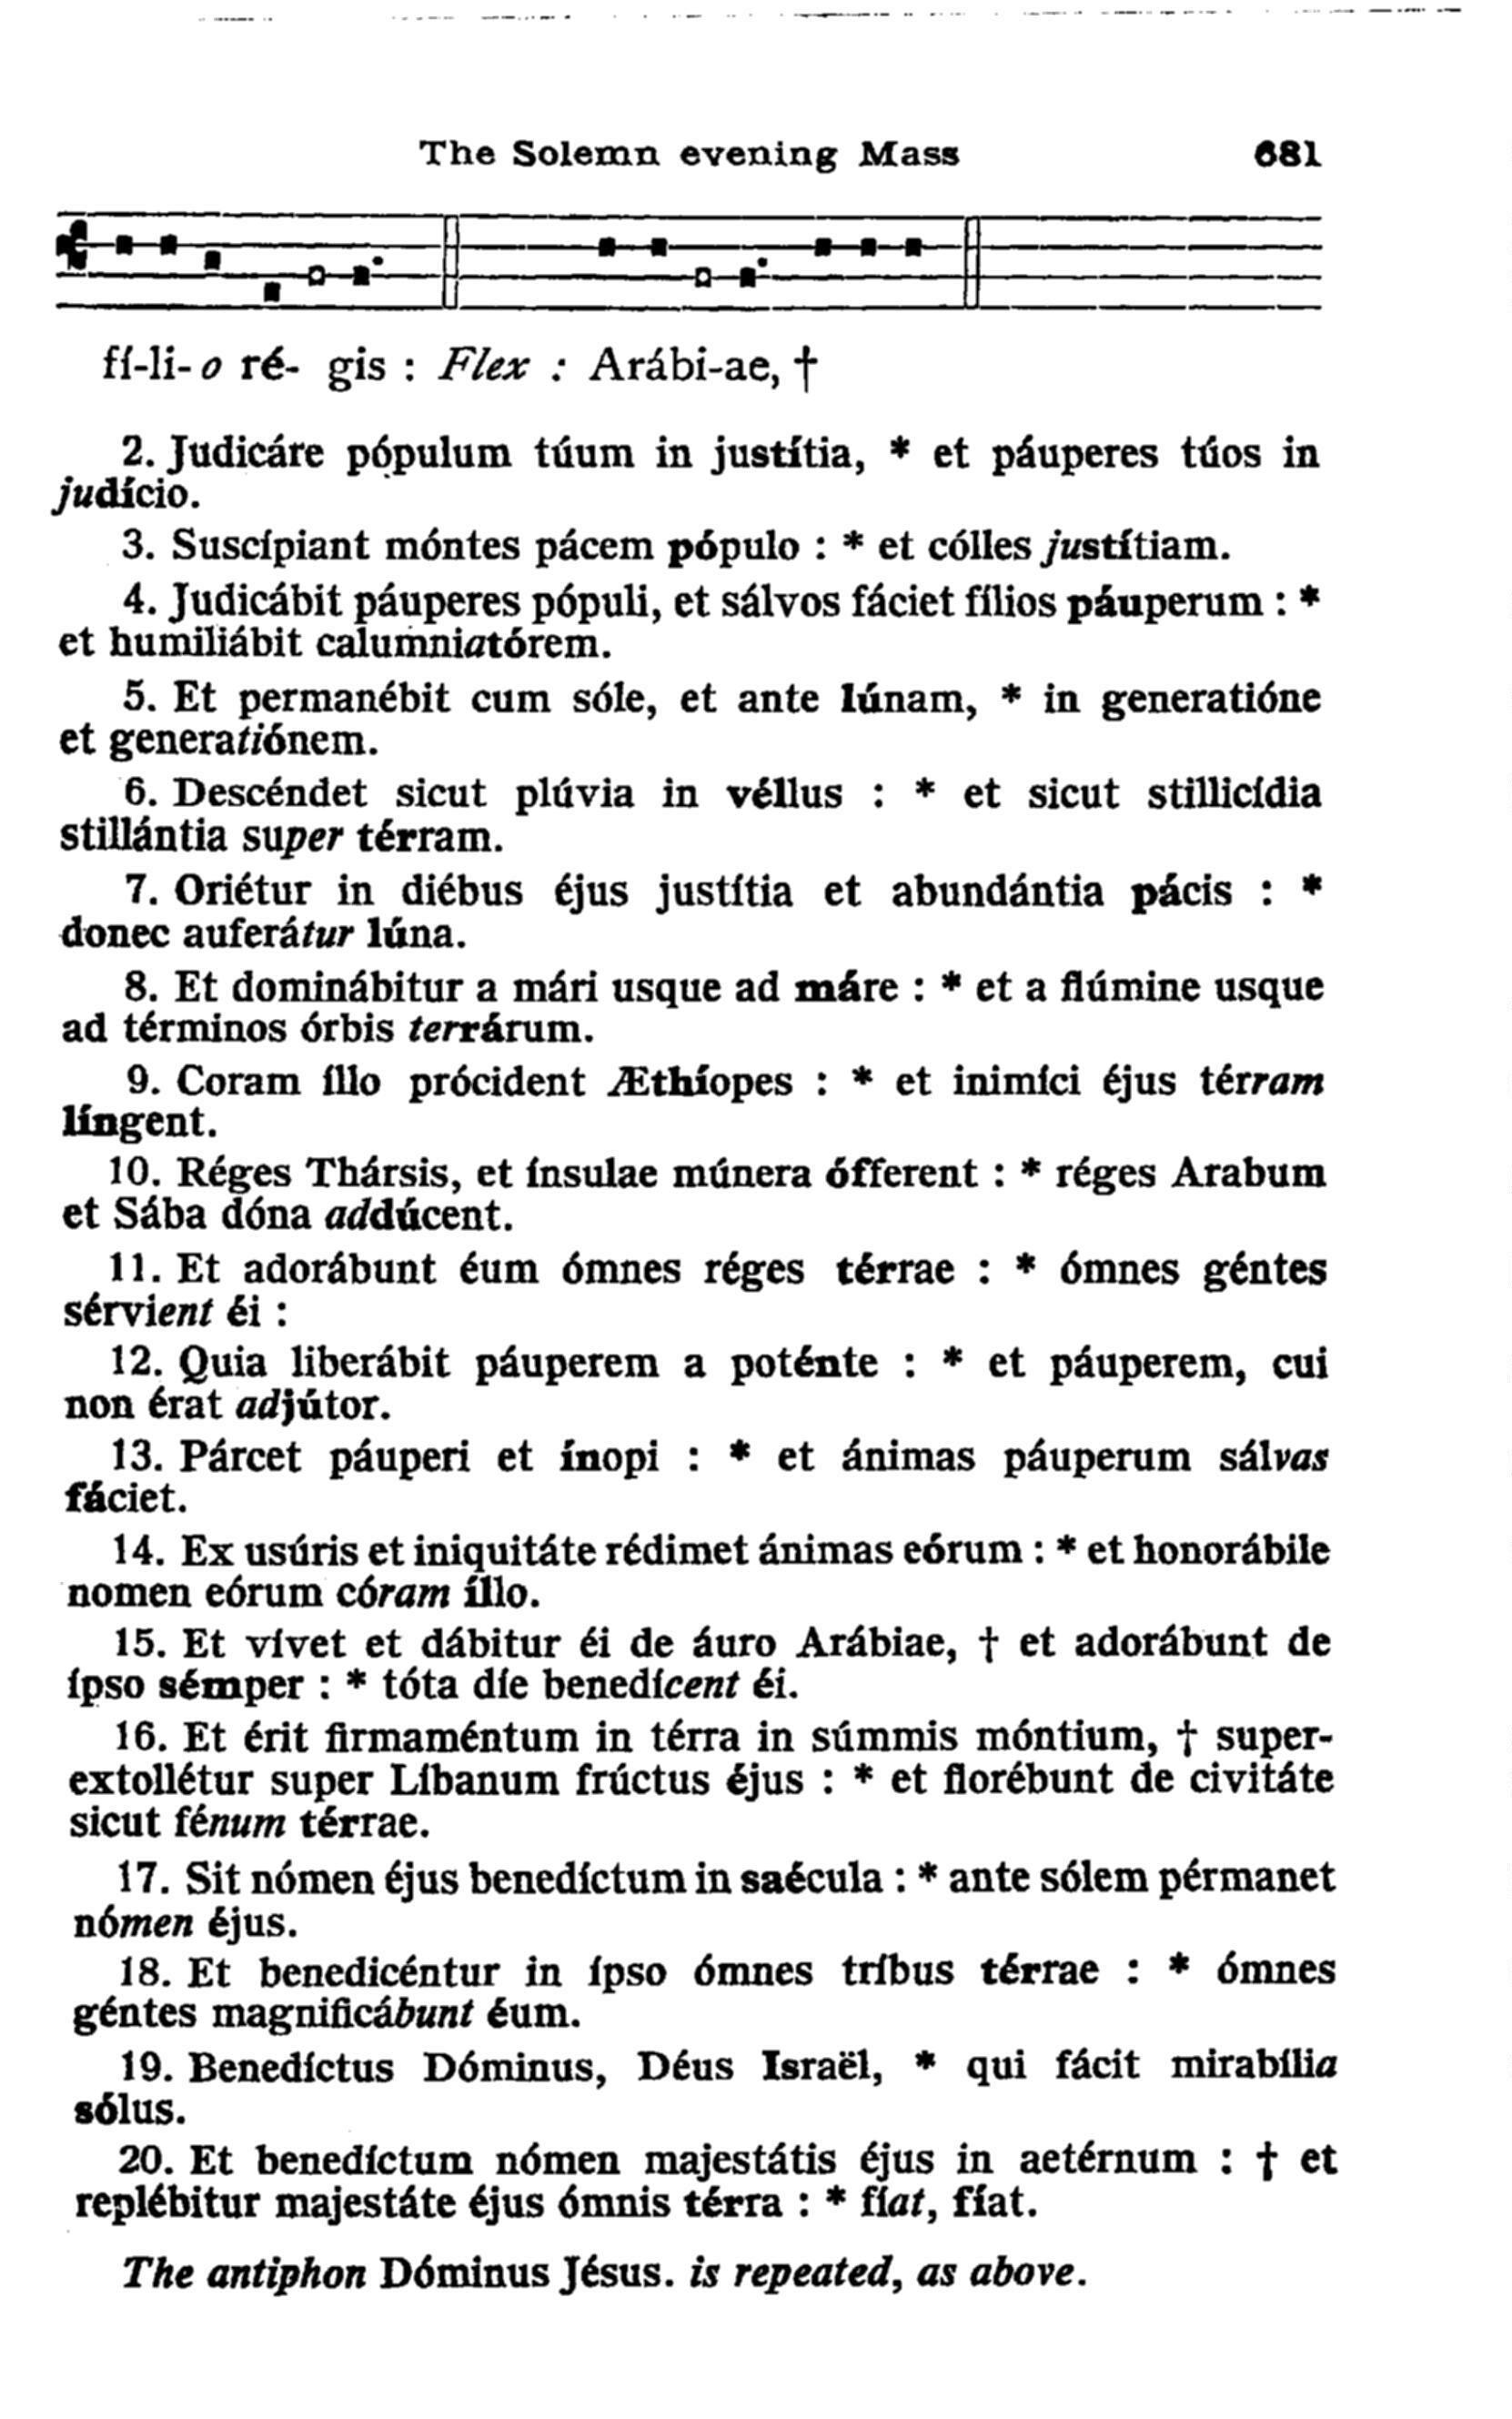 The Solemn evening Mass 681
fí-li-o ré- gis : Flex : Arábi-ae, †
2. Judicáre pópulum túum in justítia, * et páuperes túos in
judício.
3. Suscípiant móntes pácem pópulo : * et cólles justítiam.
4. Judicábit páuperes pópuli, et sálvos fáciet fílios páuperum : *
et humiliábit calumniatórem.
5. Et permanébit cum sóle, et ante lúnam, * in generatióne
et generatiónem.
6. Descéndet sicut plúvia in véllus : * et sicut stillicídia
stillántia super térram.
7. Oriétur in diébus éjus justítia et abundántia pácis : *
donec auferátur lúna.
8. Et dominábitur a mári usque ad máre : * et a flúmine usque
ad términos órbis terrárum.
9. Coram íllo prócident Æthíopes : * et inimíci éjus térram
língent.
10. Réges Thársis, et ínsulae múnera ófferent : * réges Arabum
et Sába dóna addúcent.
11. Et adorábunt éum ómnes réges térrae : * ómnes géntes
sérvient éi :
12. Quia liberábit páuperem a poténte : * et páuperem, cui
non érat adjútor.
13. Párcet páuperi et ínopi : * et ánimas páuperum sálvas
fáciet.
14. Ex usúris et iniquitáte rédimet ánimas eórum : * et honorábile
nomen eórum córam íllo.
15. Et vívet et dábitur éi de áuro Arábiae, † et adorábunt de
ípso sémper : * tóta díe benedícent éi.
16. Et érit firmaméntum in térra in súmmis móntium, † super-
extollétur super Líbanum frúctus éjus : * et florébunt de civitáte
sicut fénum térrae.
17. Sit nómen éjus benedíctum in saécula : * ante sólem pérmanet
nómen éjus.
18. Et benedicéntur in ípso ómnes tríbus térrae : * ómnes
géntes magnificábunt éum.
19. Benedíctus Dóminus, Déus Israël, * qui fácit mirabília
sólus.
20. Et benedíctum nómen majestátis éjus in aetérnum : † et
replébitur majestáte éjus ómnis térra : * fíat, fíat.
The antiphon Dóminus Jésus. is repeated, as above.